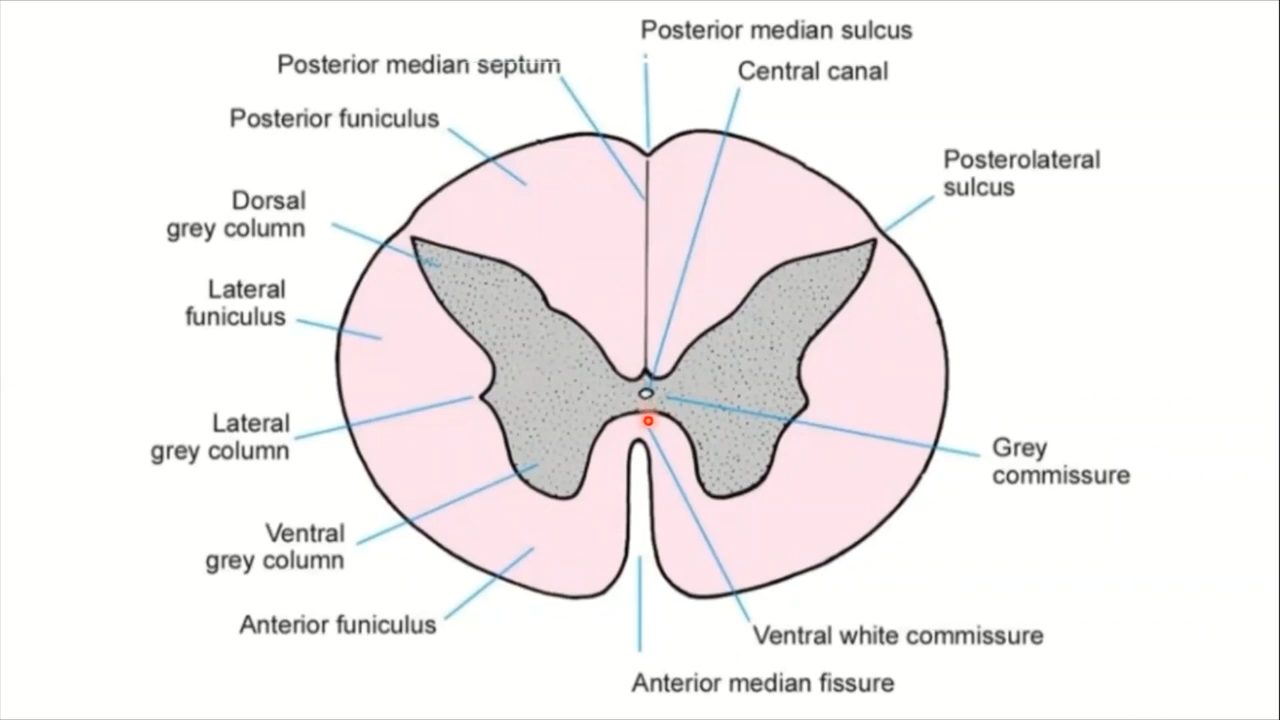 Posterior median sulcus
Posterior median septum
Central canal
Posterior funiculus
Posterolateral
sulcus
Dorsal
grey column
Lateral
funiculus
Lateral
grey column
Grey
commissure
Ventral
grey column
Anterior funiculus
Ventral white commissure
Anterior median fissure